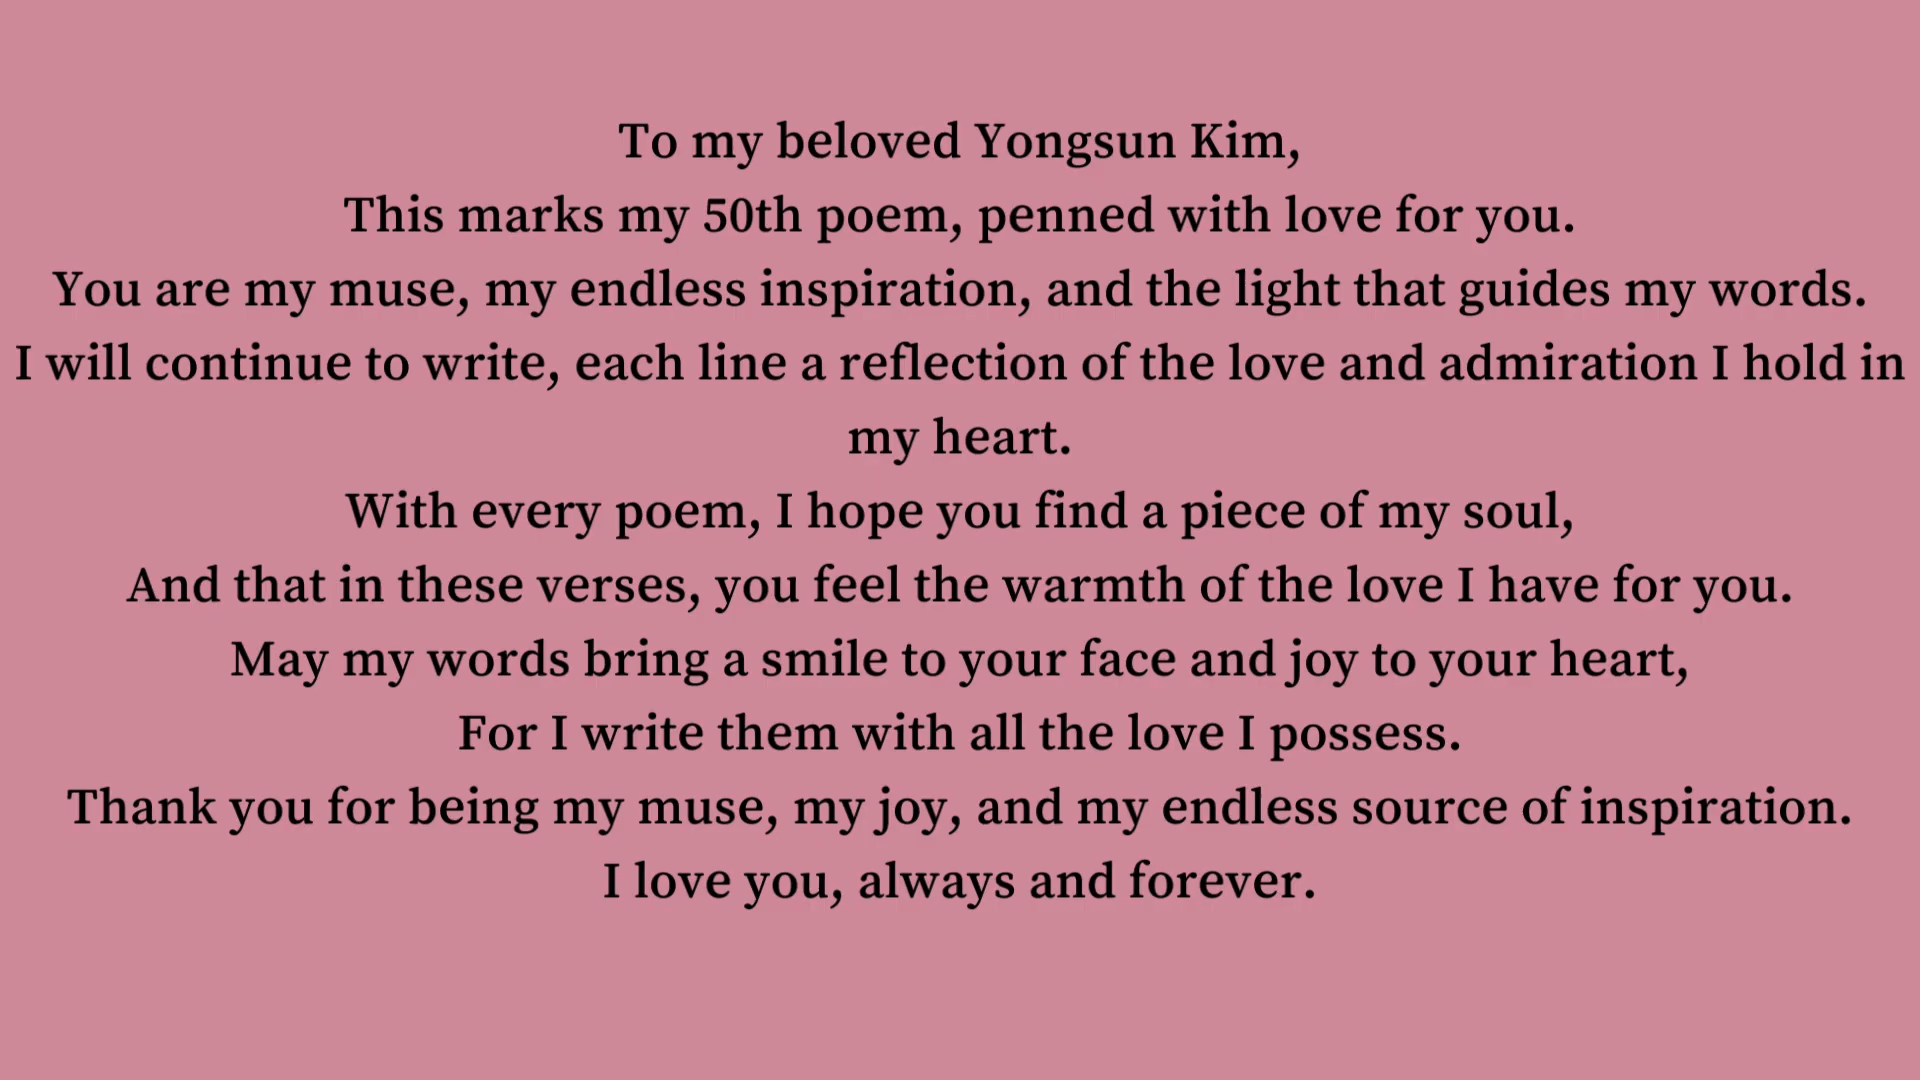 To my beloved Yongsun Kim,
This marks my 50th poem, penned with love for you.
You are my muse, my endless inspiration, and the light that guides my words.
I will continue to write, each line a reflection of the love and admiration I hold in
my heart.
With every poem, I hope you find a piece of my soul,
And that in these verses, you feel the warmth of the love I have for you.
May my words bring a smile to your face and joy to your heart,
For I write them with all the love I possess.
Thank you for being my muse, my joy, and my endless source of inspiration.
I love you, always and forever.